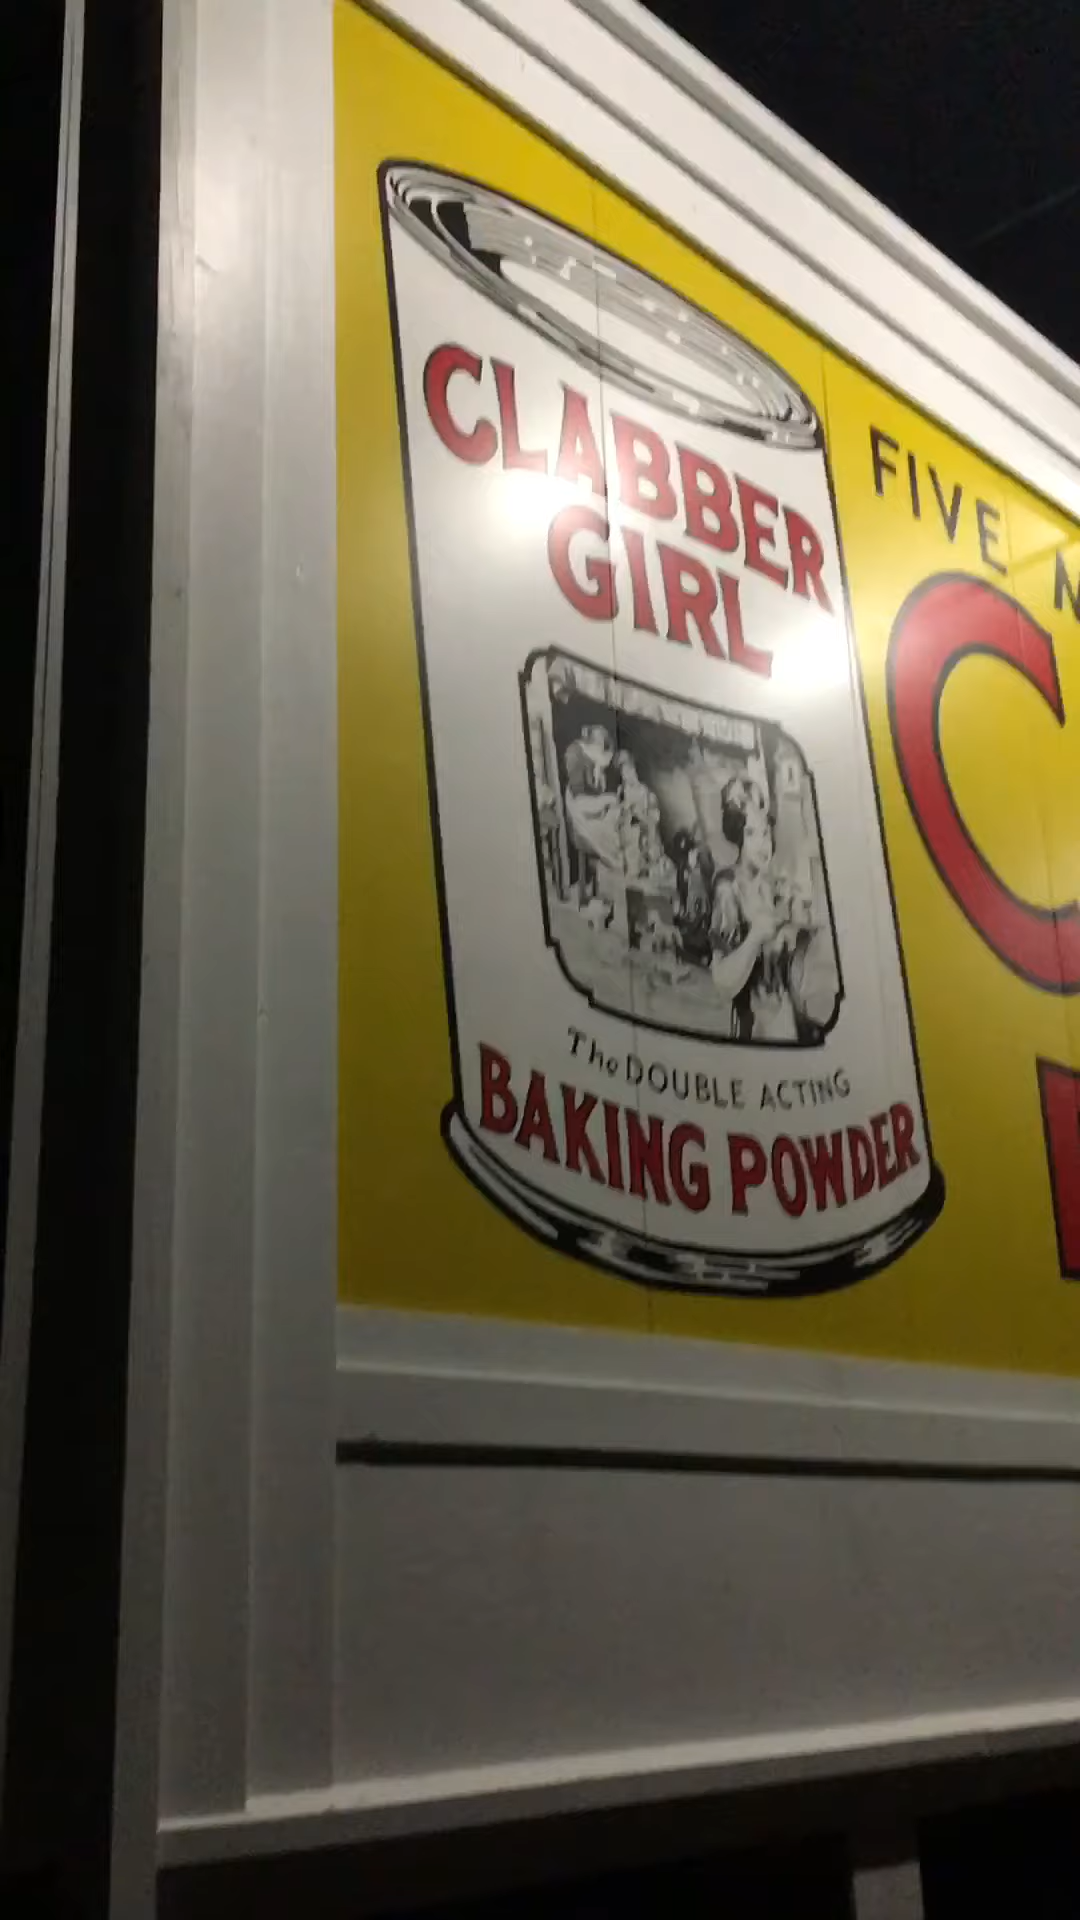 CLABBER
GIRL
The DOUBLE ACTING
BAKING POWDER
FIVE
C